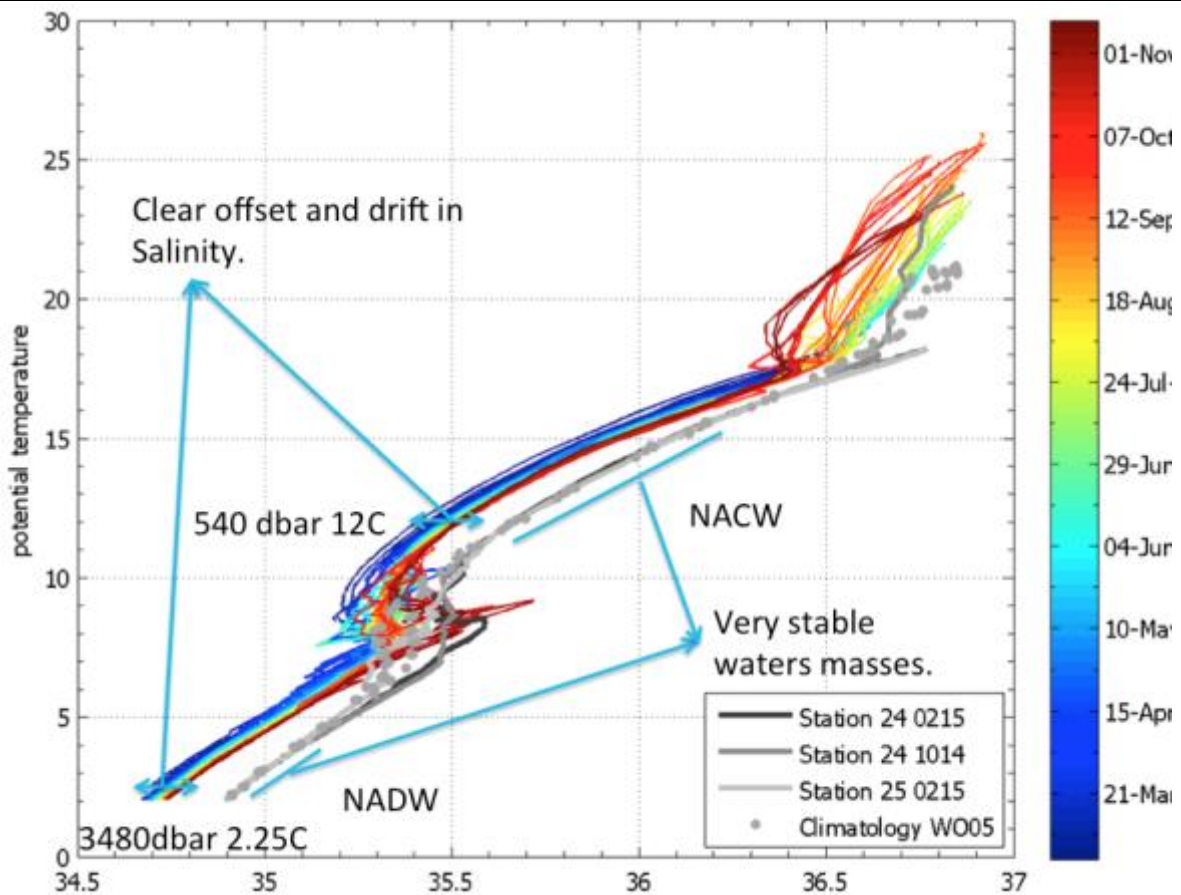 30
25
20
15
10
5
0
potential temperature
34.5
35
35.5
36
36.5
37
Clear offset and drift in
Salinity.
540 dbar 12C
NACW
Very stable
waters masses.
NADW
3480dbar 2.25C
Station 24 0215
Station 24 1014
Station 25 0215
Climatology WO05
01-Nov
07-Oct
12-Sep
18-Aug
24-Jul
29-Jun
04-Jun
10-May
15-Apr
21-Mar